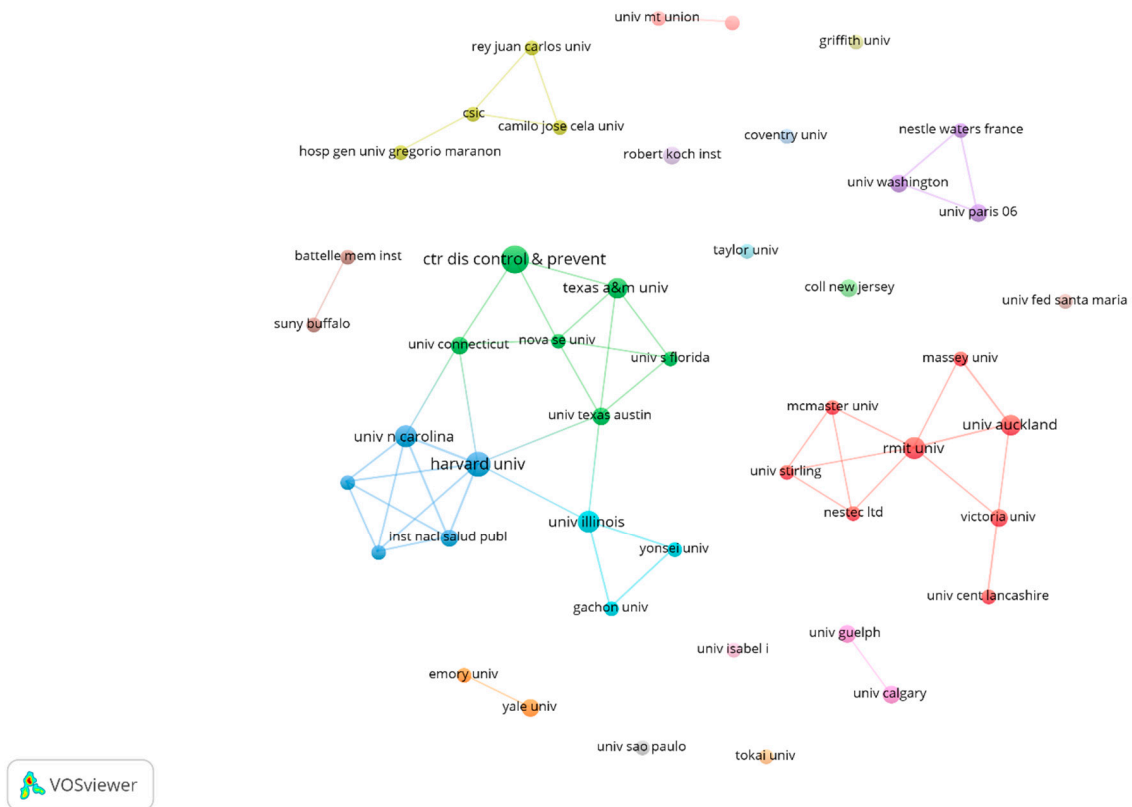 univ mt union
griffith univ
rey juan carlos univ
csic
camilo jose cela univ
coventry univ
nestle waters france
hosp gen univ gregorio maranon
robert koch inst
univ washington
univ paris 06
battelle mem inst
ctr dis control & prevent
taylor univ
texas a&m univ
coll new jersey
univ fed santa maria
suny buffalo
univ connecticut
nova se univ
univ s florida
massey univ
mcmaster univ
univ texas austin
univ auckland
univ n carolina
rmit univ
harvard univ
univ stirling
nestec ltd
victoria univ
univ illinois
inst nacl salud publ
yonsei univ
univ cent lancashire
gachon univ
univ guelph
univ isabel i
emory univ
univ calgary
yale univ
univ sao paulo
tokai univ
VOSviewer